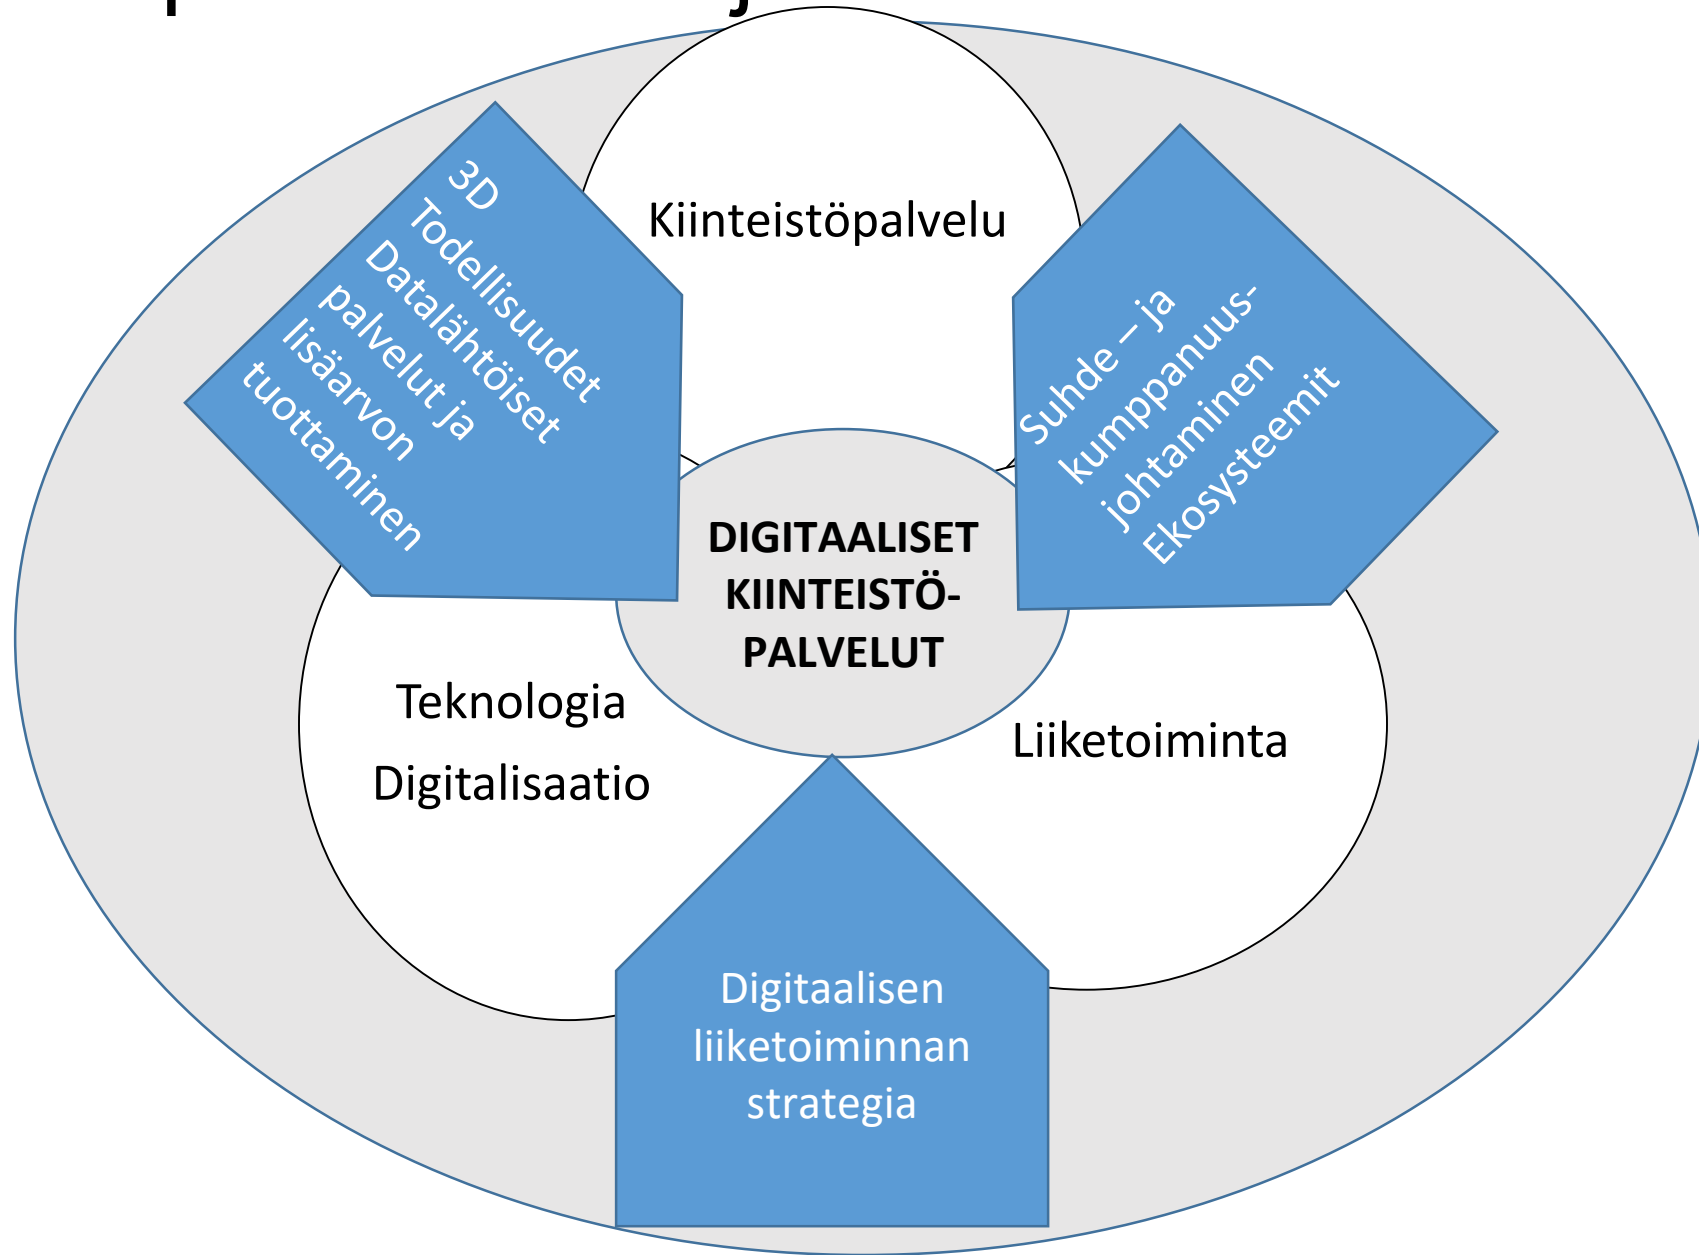 Kiinteistöpalvelu
3D
Todellisuudet
Datalähtöiset
palvelut ja
lisäarvon
tuottaminen
Suhde – ja
kumppanuus-
johtaminen
Ekosysteemit
DIGITAALISET
KIINTEISTÖ-
PALVELUT
Teknologia
Digitalisaatio
Liiketoiminta
Digitaalisen
liiketoiminnan
strategia